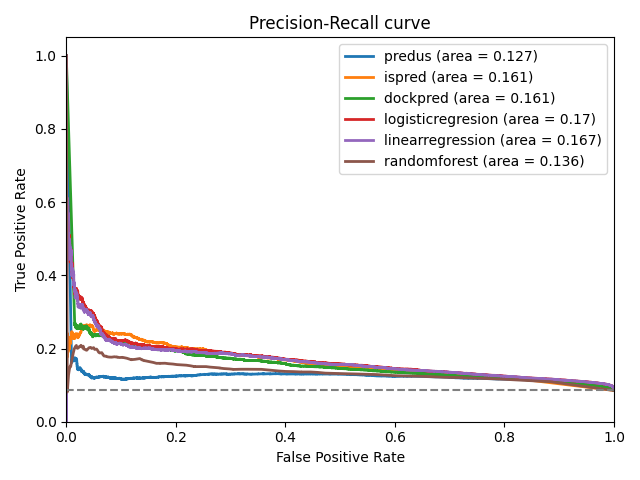 Precision-Recall curve
predus (area = 0.127)
ispred (area = 0.161)
dockpred (area = 0.161)
logisticregresion (area = 0.17)
linearregression (area = 0.167)
randomforest (area = 0.136)
True Positive Rate
1.0
0.8
0.6
0.4
0.2
0.0
0.0 0.2 0.4 0.6 0.8 1.0
False Positive Rate